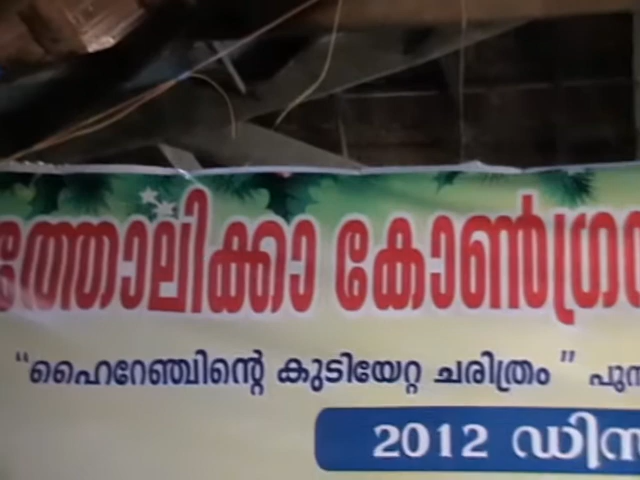 ത്തോലിക്കാ കോൺഗ്ര
"ഹൈറേഞ്ചിന്റെ കുടിയേറ്റ ചരിത്രം" പു
2012 ഡിസ